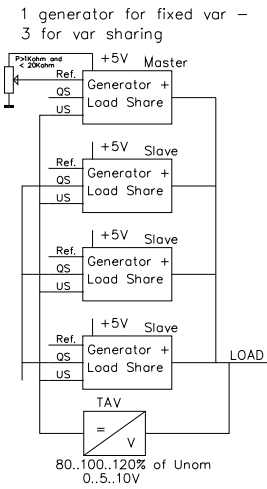 1 generator for fixed var –
3 for var sharing
P>1Kohm and
< 20Kohm
+5V Master
Ref.
QS
US
Generator +
Load Share
+5V Slave
Ref.
QS
US
Generator +
Load Share
+5V Slave
Ref.
QS
US
Generator +
Load Share
+5V Slave
Ref.
QS
US
Generator +
Load Share
LOAD
TAV
=
V
80..100..120% of Unom
0..5..10V